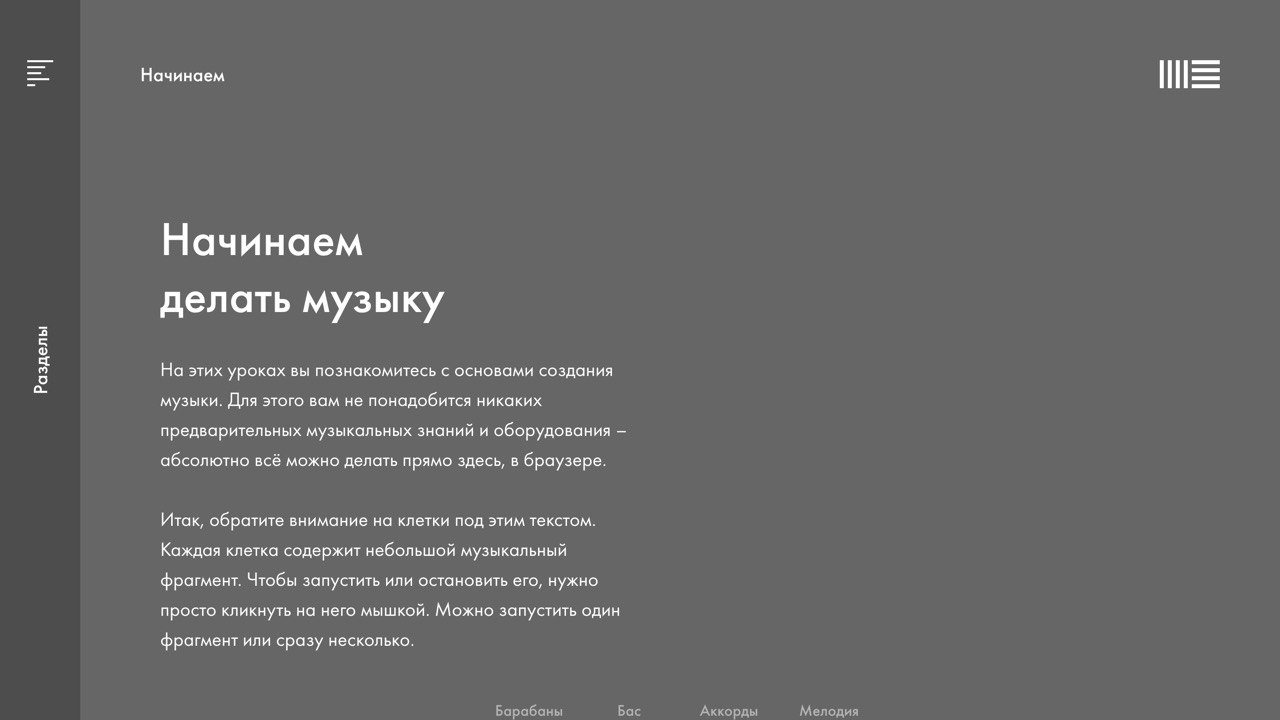 Начинаем
Начинаем
делать музыку
Разделы
На этих уроках вы познакомитесь с основами создания
музыки. Для этого вам не понадобится никаких
предварительных музыкальных знаний и оборудования –
абсолютно всё можно делать прямо здесь, в браузере.
Итак, обратите внимание на клетки под этим текстом.
Каждая клетка содержит небольшой музыкальный
фрагмент. Чтобы запустить или остановить его, нужно
просто кликнуть на него мышкой. Можно запустить один
фрагмент или сразу несколько.
Барабаны Бас Аккорды Мелодия